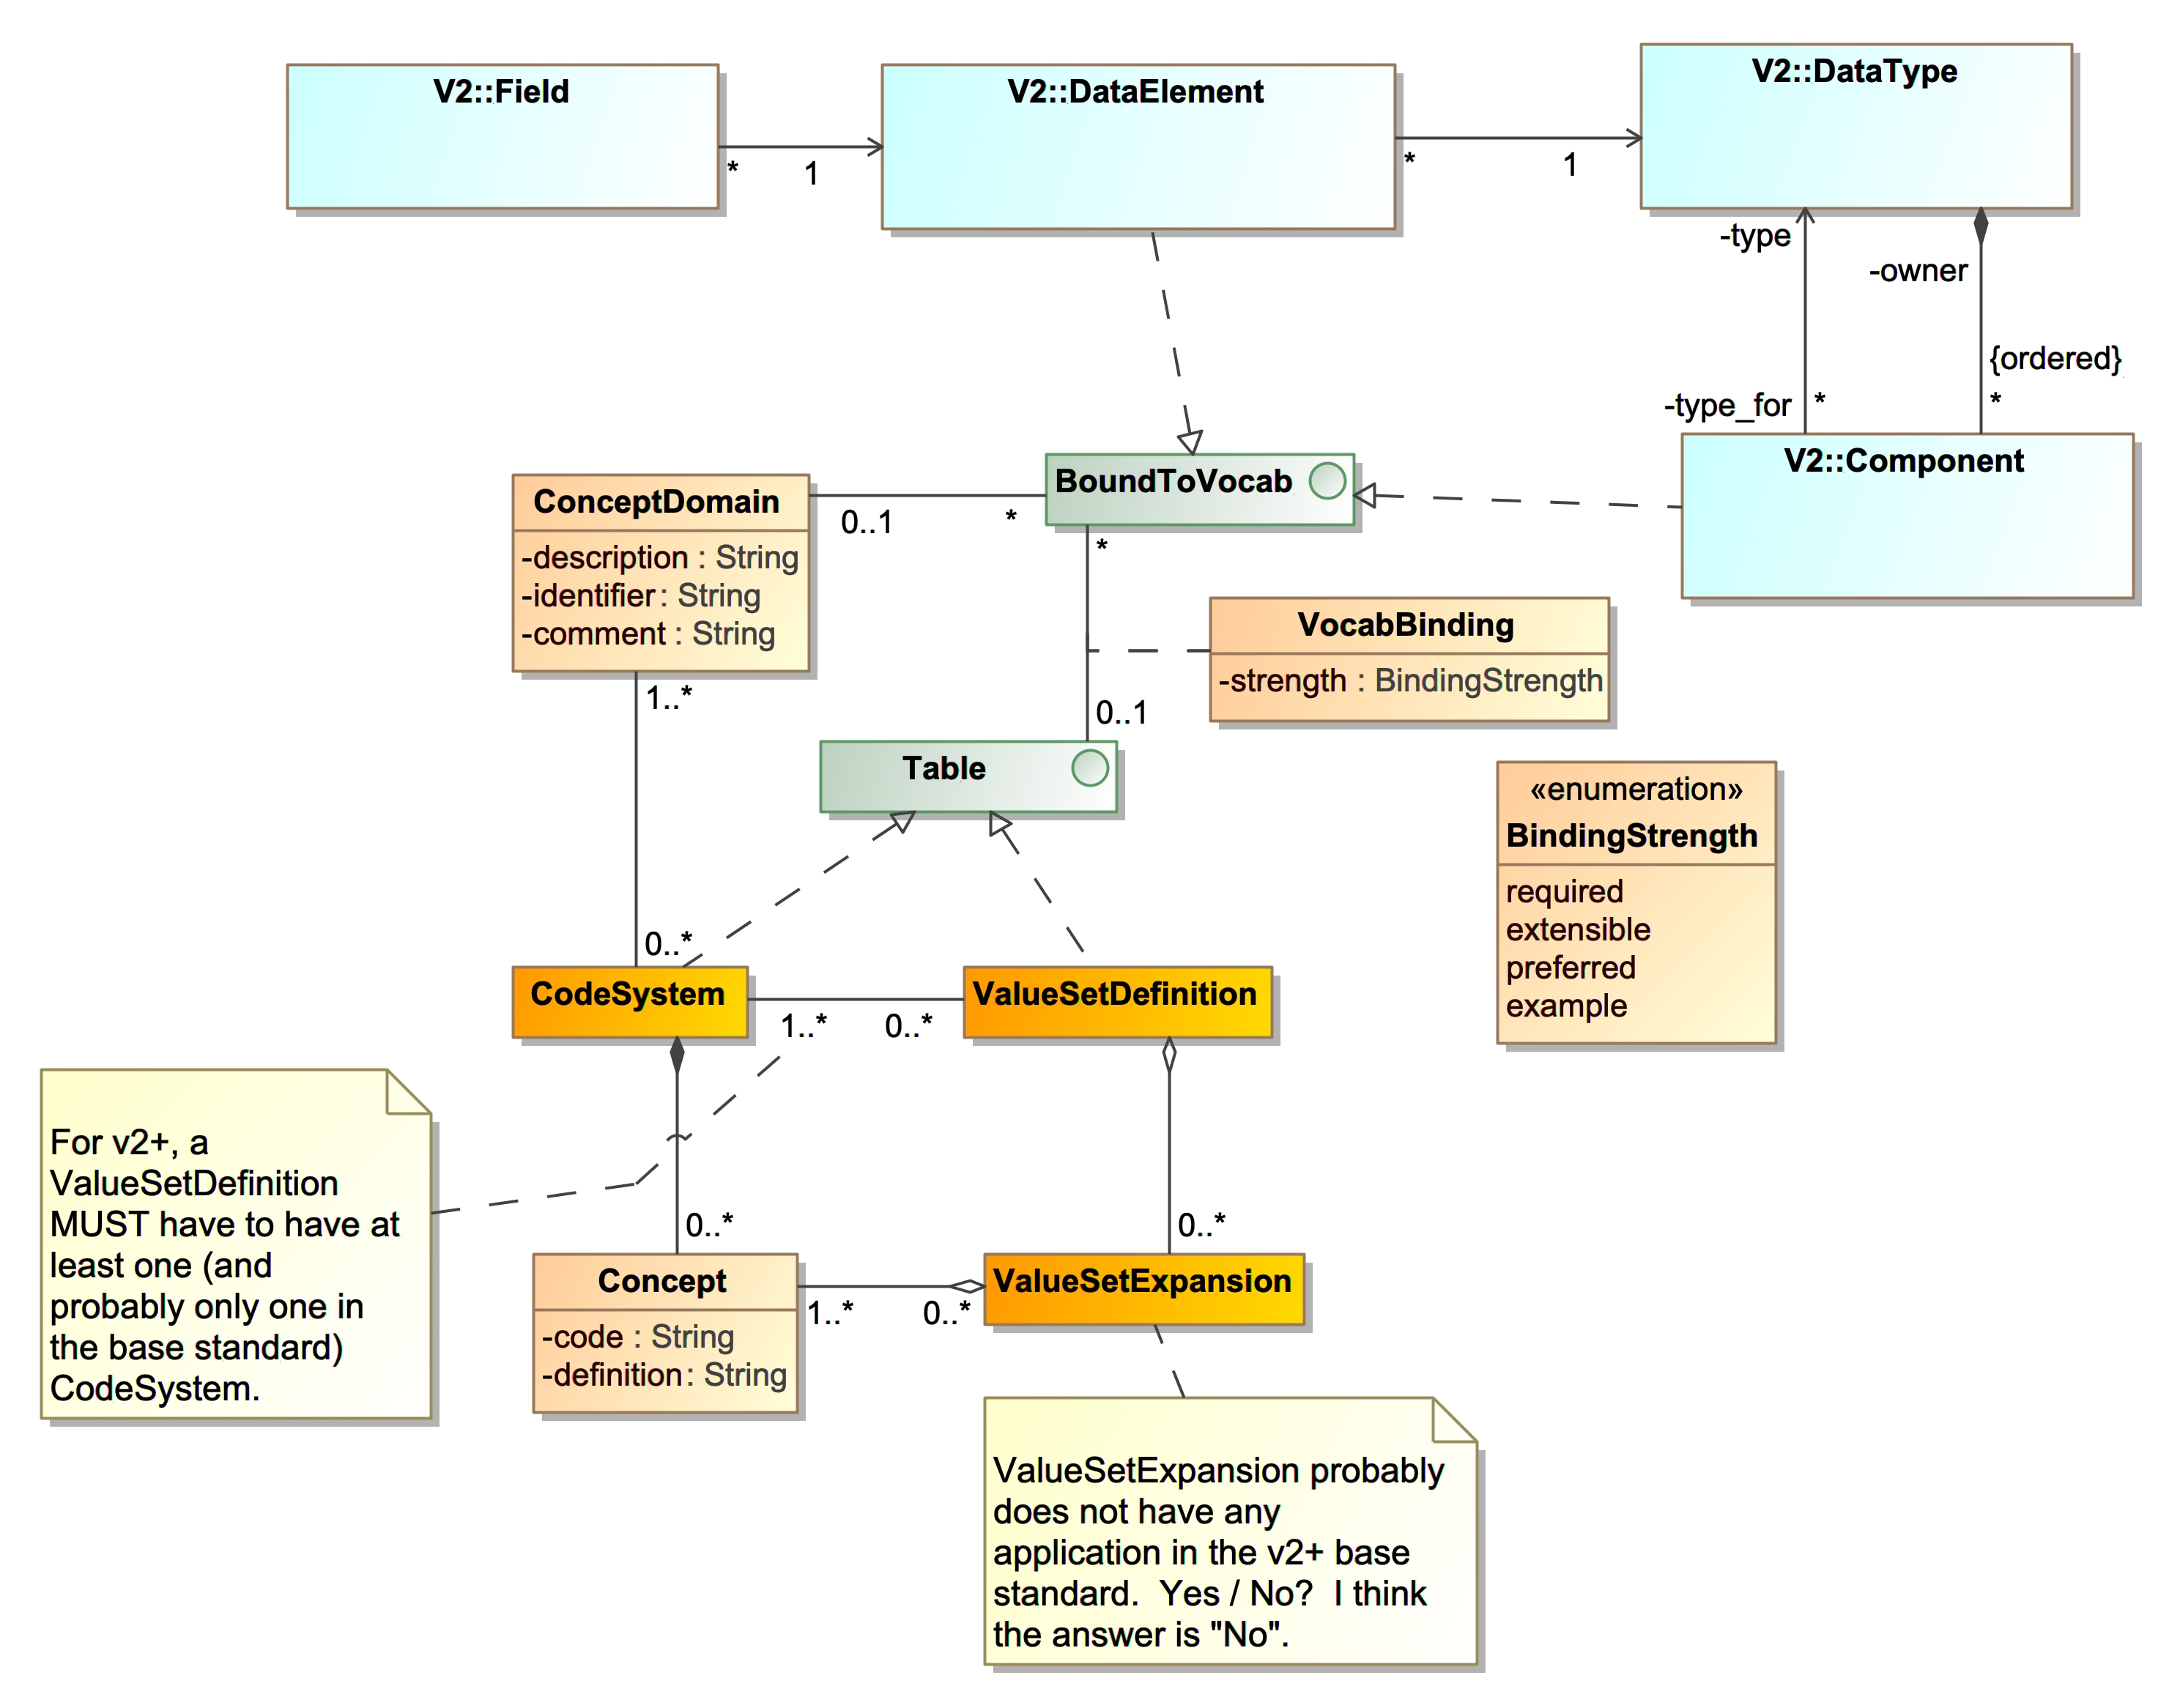 V2::Field
V2::DataElement
V2::DataType
* 1
* 1
-type
-owner
{ordered}
-type_for * *
V2::Component
BoundToVocab
ConceptDomain
0..1 *
-description : String
-identifier : String
-comment : String
*
VocabBinding
-strength : BindingStrength
1..*
0..1
Table
«enumeration»
BindingStrength
required
extensible
preferred
example
0..*
CodeSystem
ValueSetDefinition
1..* 0..*
For v2+, a
ValueSetDefinition
MUST have to have at
least one (and
probably only one in
the base standard)
CodeSystem.
0..*
0..*
Concept
-code : String
-definition : String
ValueSetExpansion
1..* 0..*
ValueSetExpansion probably
does not have any
application in the v2+ base
standard.  Yes / No?  I think
the answer is "No".